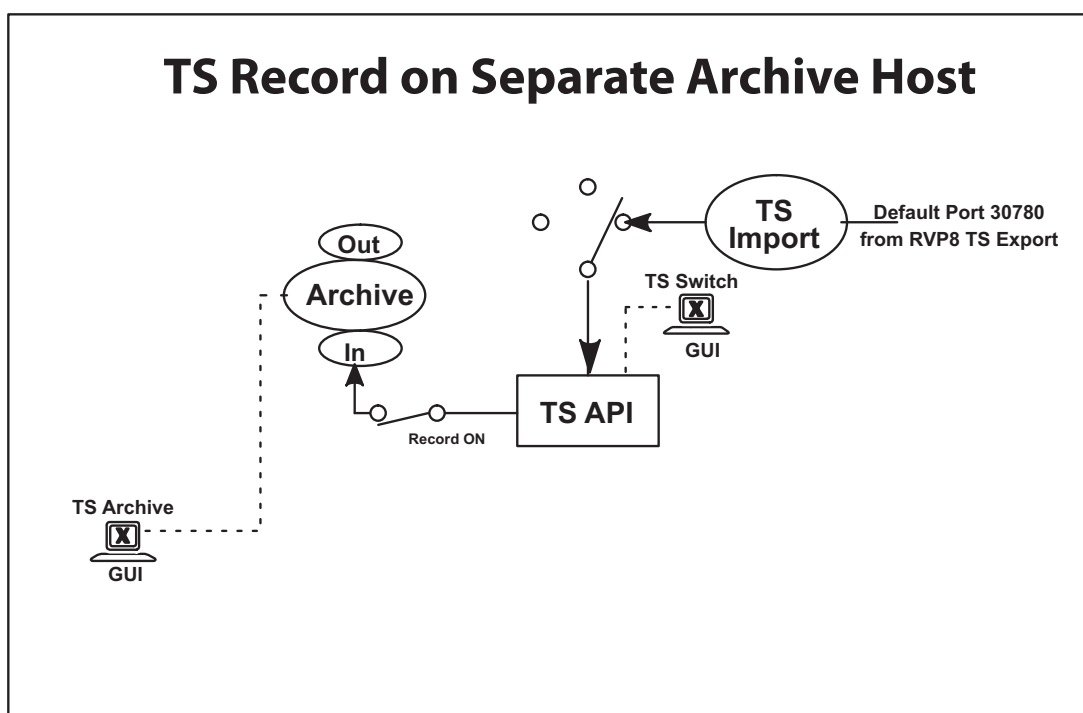 TS Record on Separate Archive Host
Out
Archive
In
TS
Import
Default Port 30780
from RVP8 TS Export
TS Switch
X
GUI
TS API
Record ON
TS Archive
X
GUI